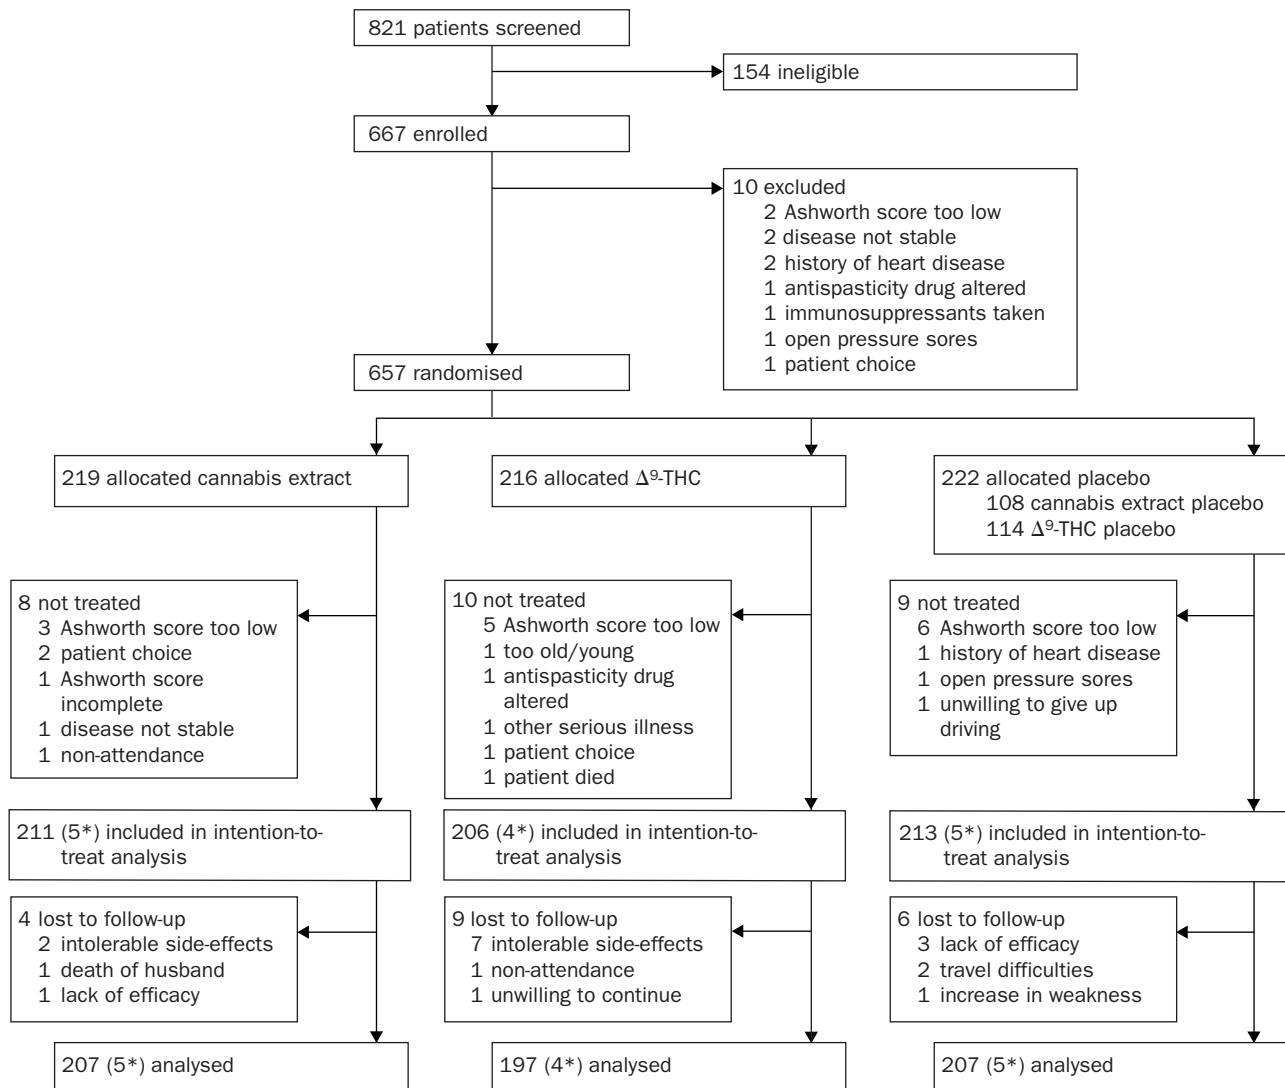 821 patients screened
154 ineligible
667 enrolled
10 excluded
2 Ashworth score too low
2 disease not stable
2 history of heart disease
1 antispasticity drug altered
1 immunosuppressants taken
1 open pressure sores
1 patient choice
657 randomised
219 allocated cannabis extract
216 allocated Δ⁹-THC
222 allocated placebo
108 cannabis extract placebo
114 Δ⁹-THC placebo
8 not treated
3 Ashworth score too low
2 patient choice
1 Ashworth score
incomplete
1 disease not stable
1 non-attendance
10 not treated
5 Ashworth score too low
1 too old/young
1 antispasticity drug
altered
1 other serious illness
1 patient choice
1 patient died
9 not treated
6 Ashworth score too low
1 history of heart disease
1 open pressure sores
1 unwilling to give up
driving
211 (5*) included in intention-to-
treat analysis
206 (4*) included in intention-to-
treat analysis
213 (5*) included in intention-to-
treat analysis
4 lost to follow-up
2 intolerable side-effects
1 death of husband
1 lack of efficacy
9 lost to follow-up
7 intolerable side-effects
1 non-attendance
1 unwilling to continue
6 lost to follow-up
3 lack of efficacy
2 travel difficulties
1 increase in weakness
207 (5*) analysed
197 (4*) analysed
207 (5*) analysed